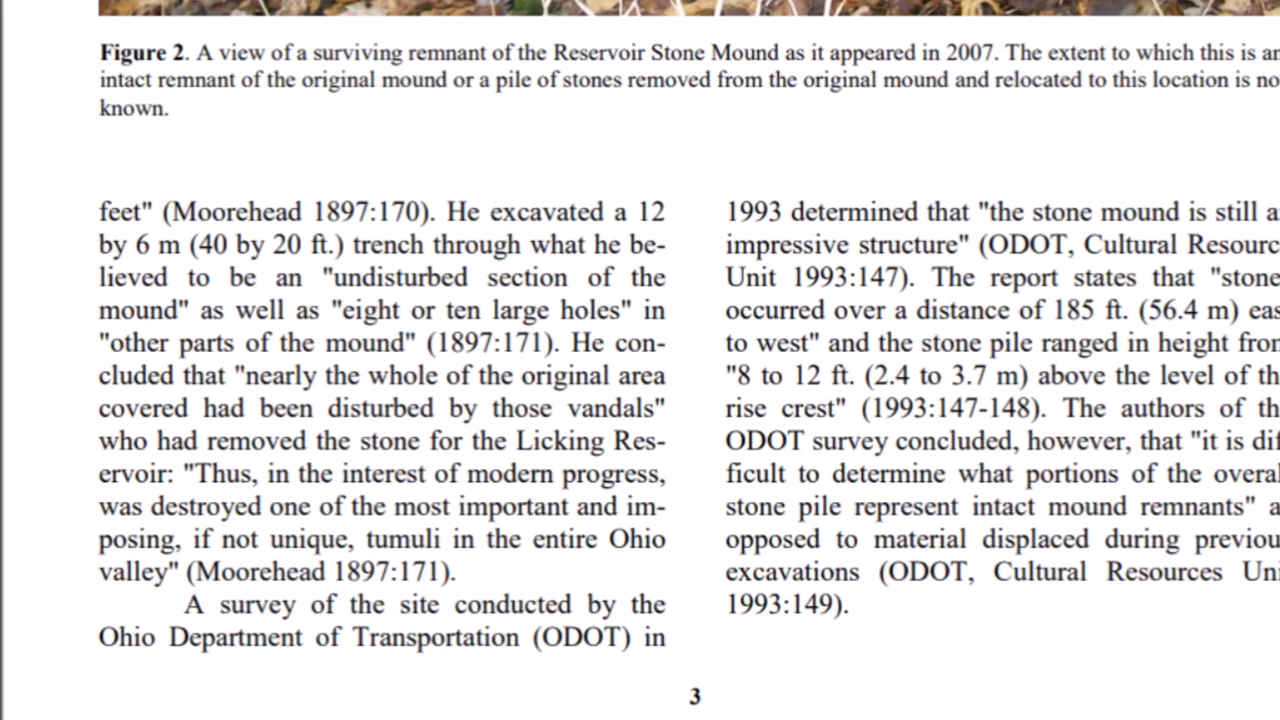 Figure 2. A view of a surviving remnant of the Reservoir Stone Mound as it appeared in 2007. The extent to which this is an
intact remnant of the original mound or a pile of stones removed from the original mound and relocated to this location is no
known.
feet" (Moorehead 1897:170). He excavated a 12
by 6 m (40 by 20 ft.) trench through what he be-
lieved to be an "undisturbed section of the
mound" as well as "eight or ten large holes" in
"other parts of the mound" (1897:171). He con-
cluded that "nearly the whole of the original area
covered had been disturbed by those vandals"
who had removed the stone for the Licking Res-
ervoir: "Thus, in the interest of modern progress,
was destroyed one of the most important and im-
posing, if not unique, tumuli in the entire Ohio
valley" (Moorehead 1897:171).
A survey of the site conducted by the
Ohio Department of Transportation (ODOT) in
1993 determined that "the stone mound is still a
impressive structure" (ODOT, Cultural Resourc
Unit 1993:147). The report states that "stone
occurred over a distance of 185 ft. (56.4 m) eas
to west" and the stone pile ranged in height from
"8 to 12 ft. (2.4 to 3.7 m) above the level of th
rise crest" (1993:147-148). The authors of th
ODOT survey concluded, however, that "it is dif
ficult to determine what portions of the overal
stone pile represent intact mound remnants" a
opposed to material displaced during previou
excavations (ODOT, Cultural Resources Uni
1993:149).
3